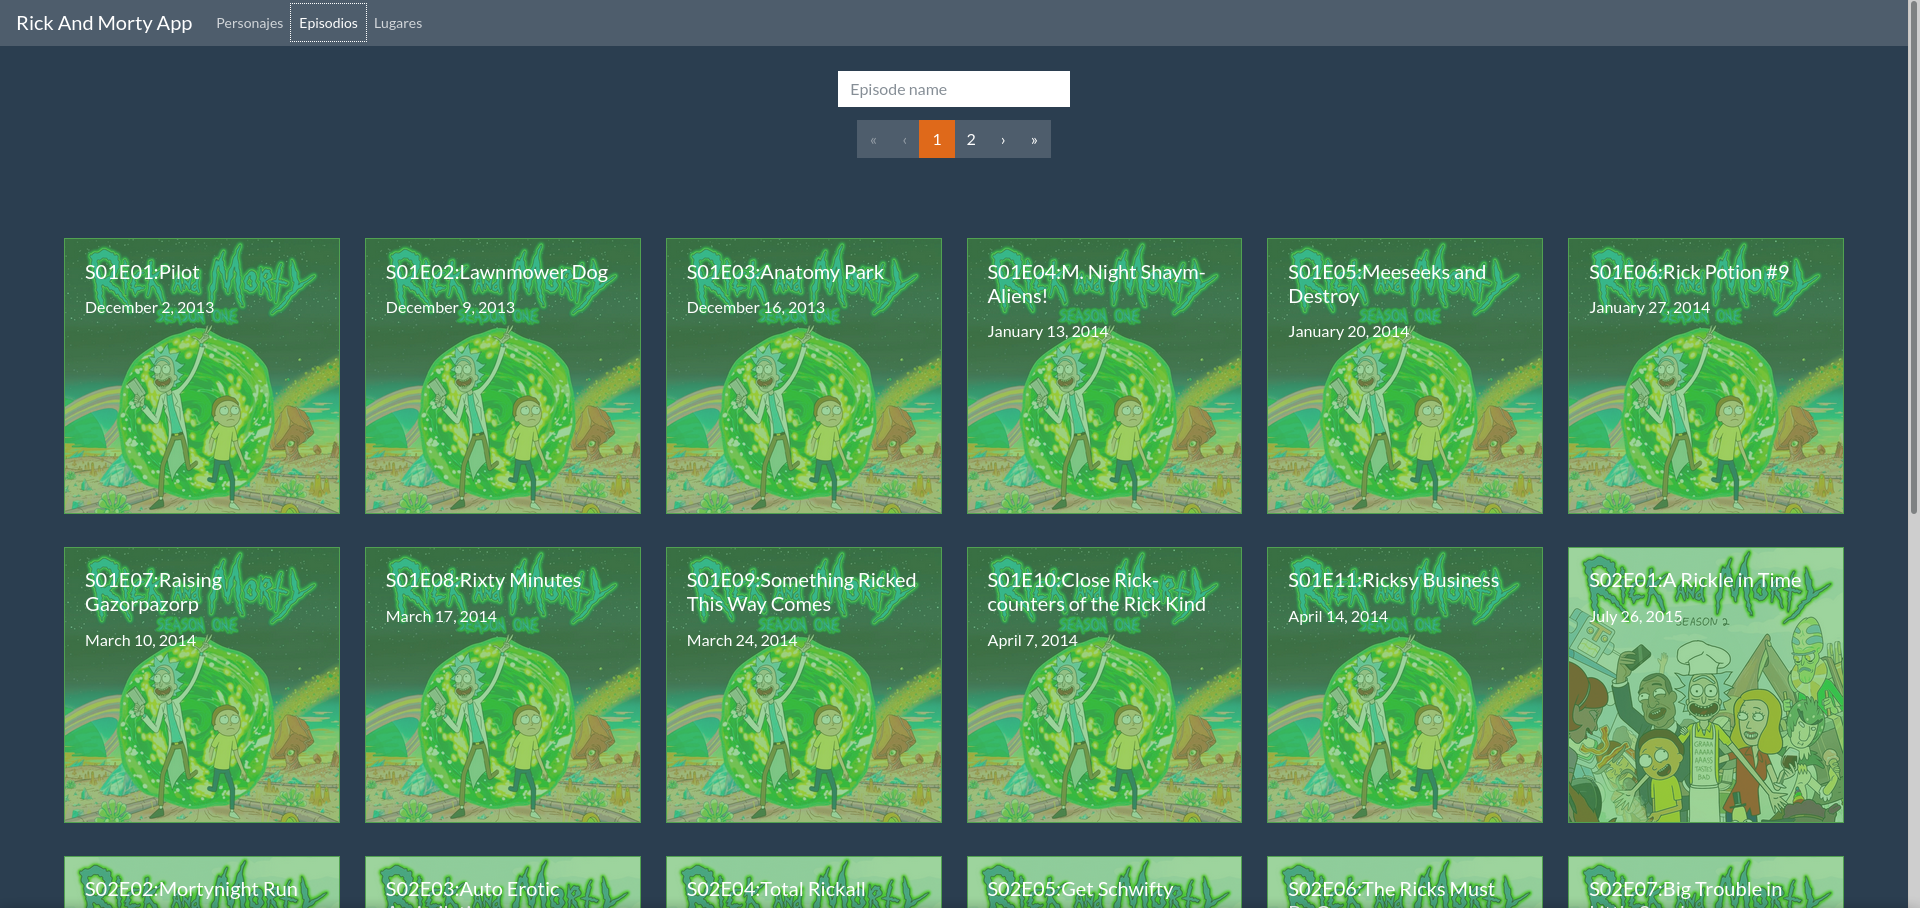 Rick And Morty App Personajes Episodios Lugares
Episode name
« ‹ 1 2 › »
S01E01:Pilot
December 2, 2013
S01E02:Lawnmower Dog
December 9, 2013
S01E03:Anatomy Park
December 16, 2013
S01E04:M. Night Shaym-
Aliens!
January 13, 2014
S01E05:Meeseeks and
Destroy
January 20, 2014
S01E06:Rick Potion #9
January 27, 2014
S01E07:Raising
Gazorpazorp
March 10, 2014
S01E08:Rixty Minutes
March 17, 2014
S01E09:Something Ricked
This Way Comes
March 24, 2014
S01E10:Close Rick-
counters of the Rick Kind
April 7, 2014
S01E11:Ricksy Business
April 14, 2014
S02E01:A Rickle in Time
July 26, 2015
SEASON 2
S02E02:Mortynight Run
S02E03:Auto Erotic
S02E04:Total Rickall
S02E05:Get Schwifty
S02E06:The Ricks Must
S02E07:Big Trouble in